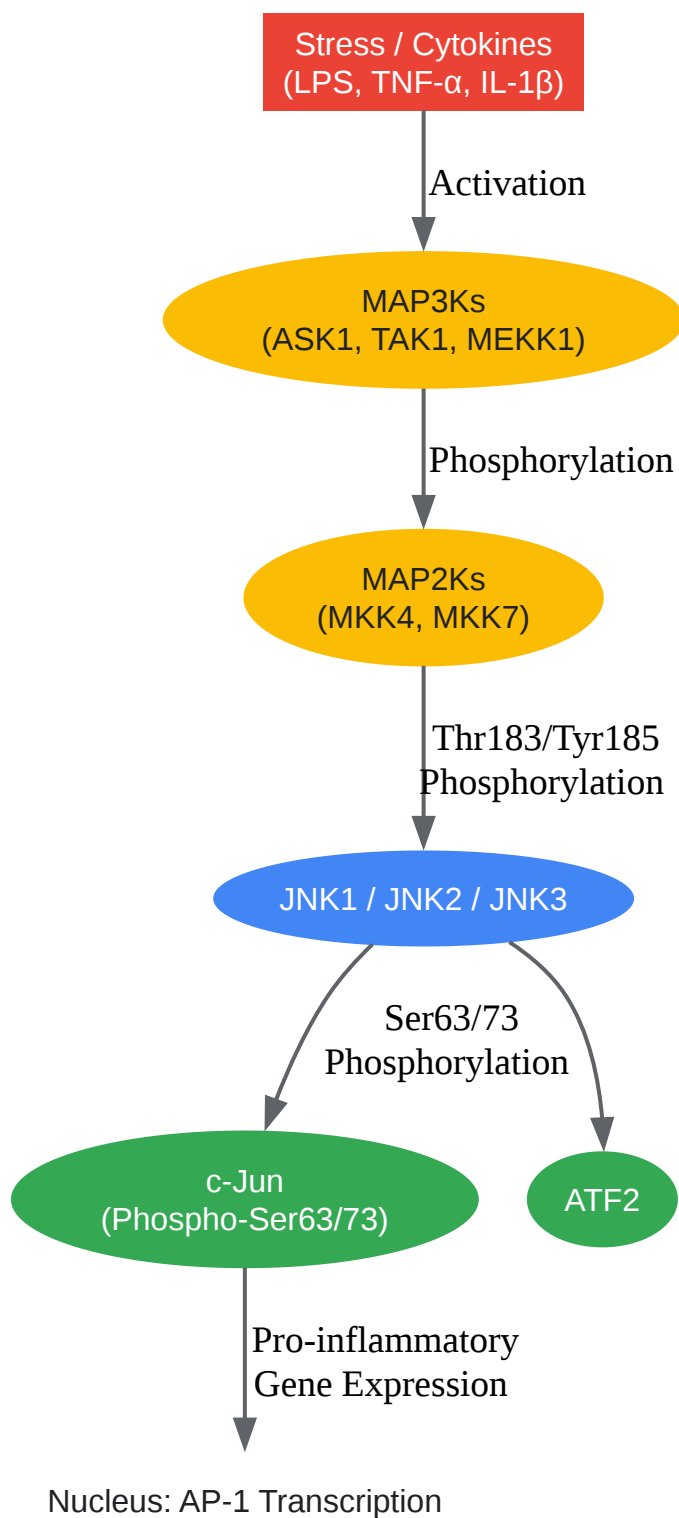 Stress / Cytokines
(LPS, TNF-α, IL-1β)
Activation
MAP3Ks
(ASK1, TAK1, MEKK1)
Phosphorylation
MAP2Ks
(MKK4, MKK7)
Thr183/Tyr185
Phosphorylation
JNK1 / JNK2 / JNK3
Ser63/73
Phosphorylation
c-Jun
(Phospho-Ser63/73)
ATF2
Pro-inflammatory
Gene Expression
Nucleus: AP-1 Transcription